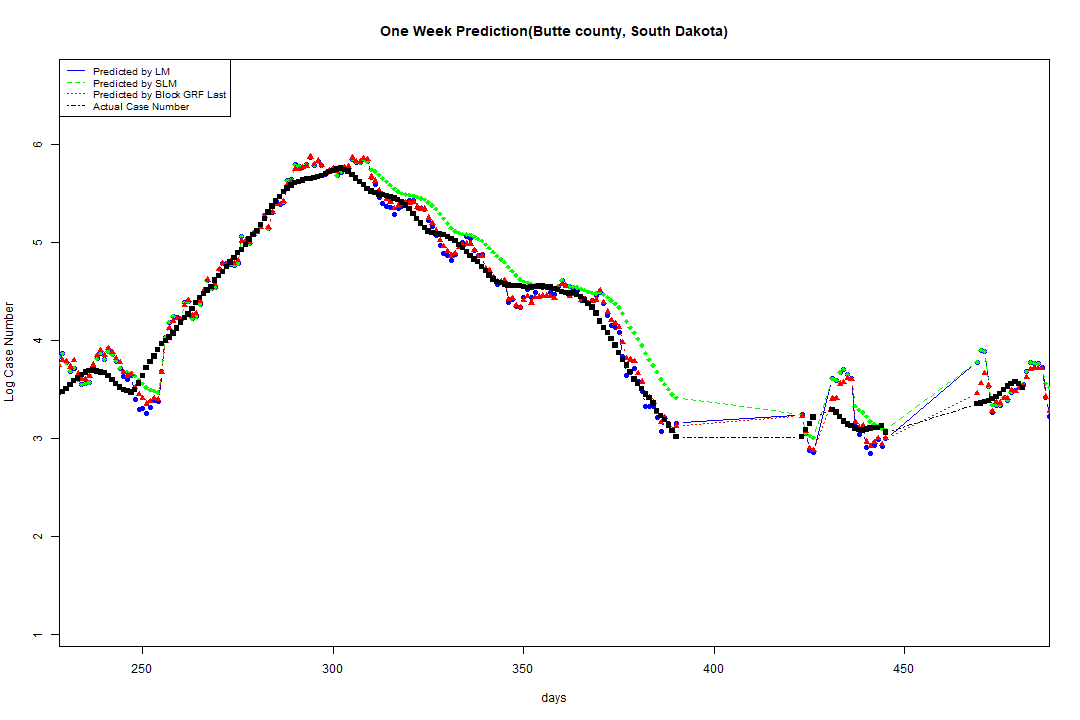 One Week Prediction(Butte county, South Dakota)
Predicted by LM
Predicted by SLM
Predicted by Block GRF Last
Actual Case Number
Log Case Number
6
5
4
3
2
1
250
300
350
400
450
days